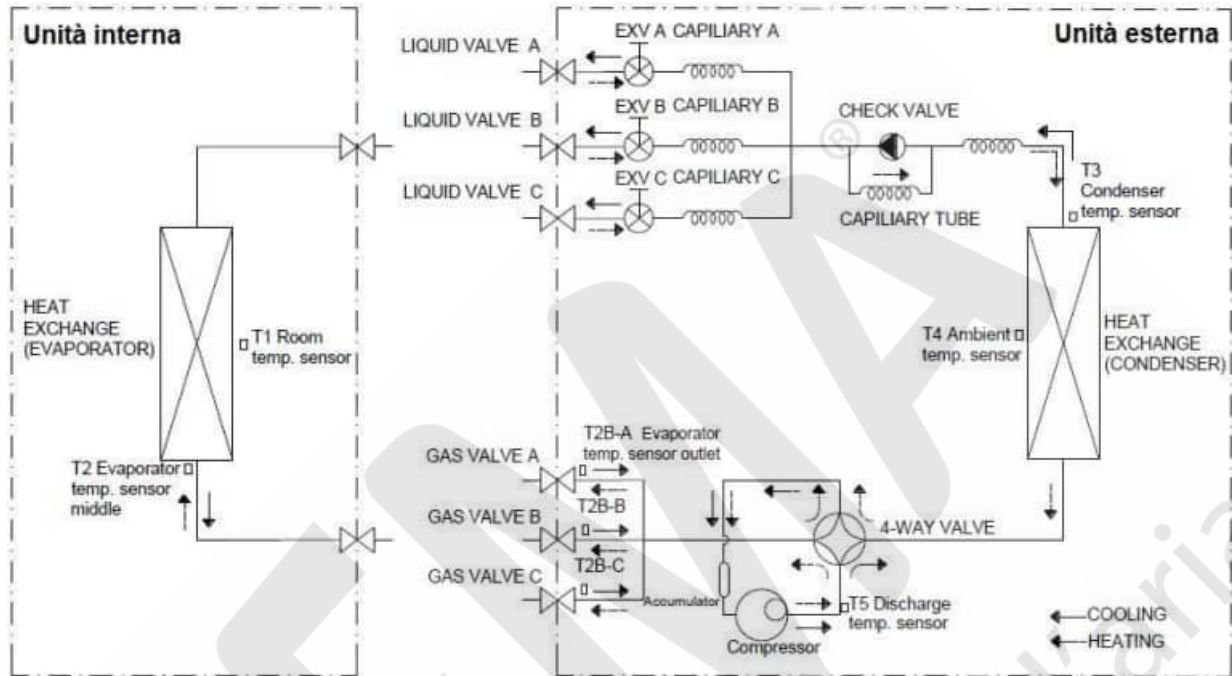 Unità interna
Unità esterna
LIQUID VALVE A
EXV A CAPILIARY A
LIQUID VALVE B
EXV B CAPILIARY B
CHECK VALVE
LIQUID VALVE C
EXV C CAPILIARY C
CAPILIARY TUBE
T3
Condenser
temp. sensor
®
HEAT
EXCHANGE
(EVAPORATOR)
T1 Room
temp. sensor
T4 Ambient
temp. sensor
HEAT
EXCHANGE
(CONDENSER)
T2 Evaporator
temp. sensor
middle
GAS VALVE A
T2B-A Evaporator
temp. sensor outlet
GAS VALVE B
T2B-B
4-WAY VALVE
GAS VALVE C
T2B-C
Accumulator
Compressor
T5 Discharge
temp. sensor
COOLING
HEATING